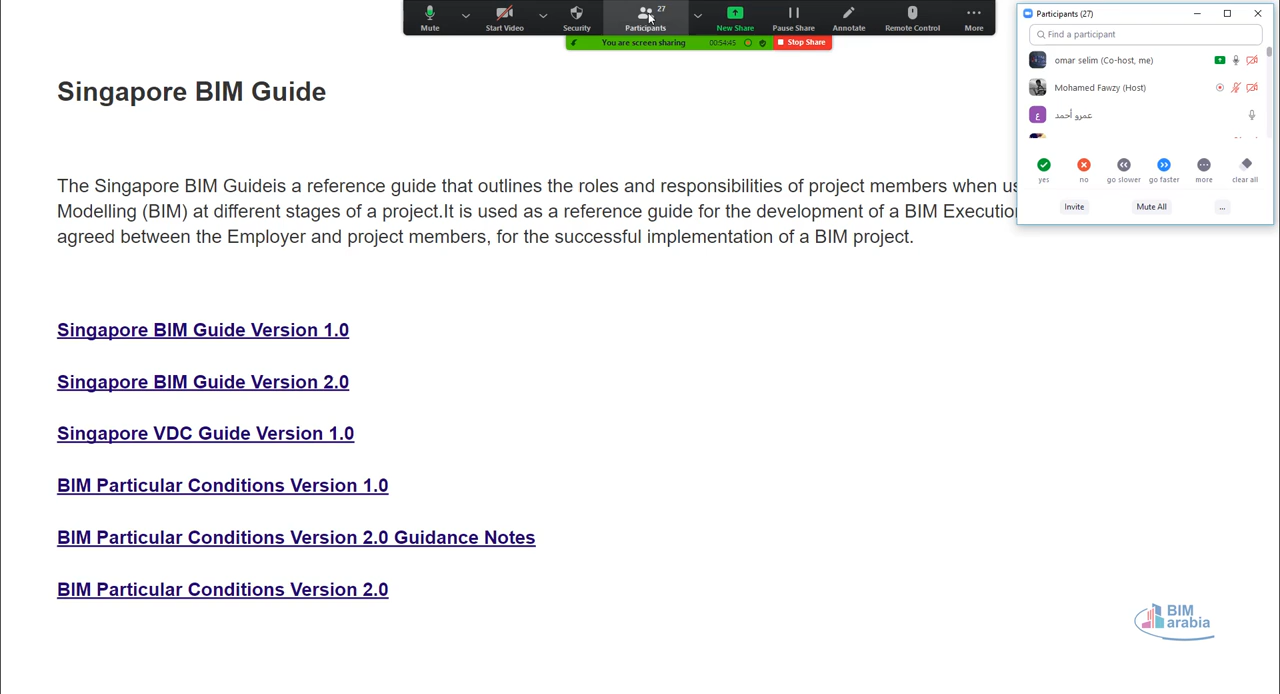 27
Mute
Start Video
Security
Participants
New Share
Pause Share
Annotate
Remote Control
More
You are screen sharing
00:54:45
Stop Share
Participants (27)
Find a participant
omar selim (Co-host, me)
Mohamed Fawzy (Host)
ع
عمرو أحمد
yes
no
go slower
go faster
more
clear all
Invite
Mute All
...
Singapore BIM Guide
The Singapore BIM Guideis a reference guide that outlines the roles and responsibilities of project members when us
Modelling (BIM) at different stages of a project.It is used as a reference guide for the development of a BIM Executio
agreed between the Employer and project members, for the successful implementation of a BIM project.
Singapore BIM Guide Version 1.0
Singapore BIM Guide Version 2.0
Singapore VDC Guide Version 1.0
BIM Particular Conditions Version 1.0
BIM Particular Conditions Version 2.0 Guidance Notes
BIM Particular Conditions Version 2.0
BIM
arabia